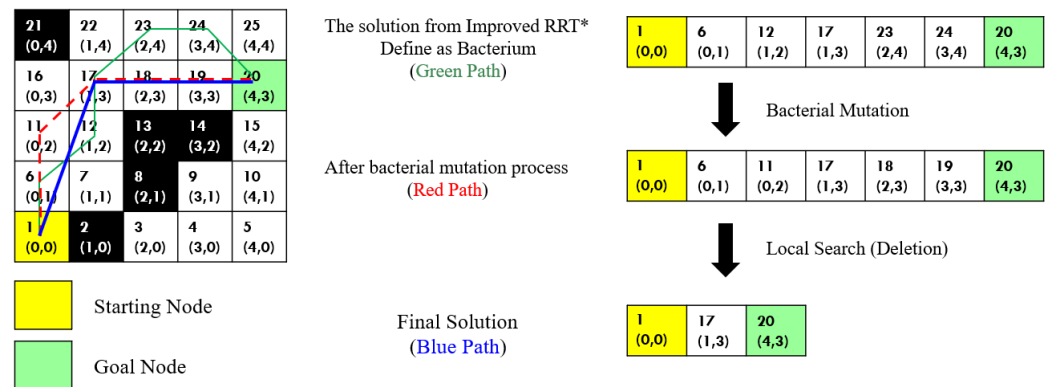 21 22 23 24 25
(0,4) (1,4) (2,4) (3,4) (4,4)
16 17 18 19 20
(0,3) (1,3) (2,3) (3,3) (4,3)
11 12 13 14 15
(0,2) (1,2) (2,2) (3,2) (4,2)
6 7 8 9 10
(0,1) (1,1) (2,1) (3,1) (4,1)
1 2 3 4 5
(0,0) (1,0) (2,0) (3,0) (4,0)
Starting Node
Goal Node
The solution from Improved RRT*
Define as Bacterium
(Green Path)
1 6 12 17 23 24 20
(0,0) (0,1) (1,2) (1,3) (2,4) (3,4) (4,3)
Bacterial Mutation
After bacterial mutation process
(Red Path)
1 6 11 17 18 19 20
(0,0) (0,1) (0,2) (1,3) (2,3) (3,3) (4,3)
Local Search (Deletion)
Final Solution
(Blue Path)
1 17 20
(0,0) (1,3) (4,3)